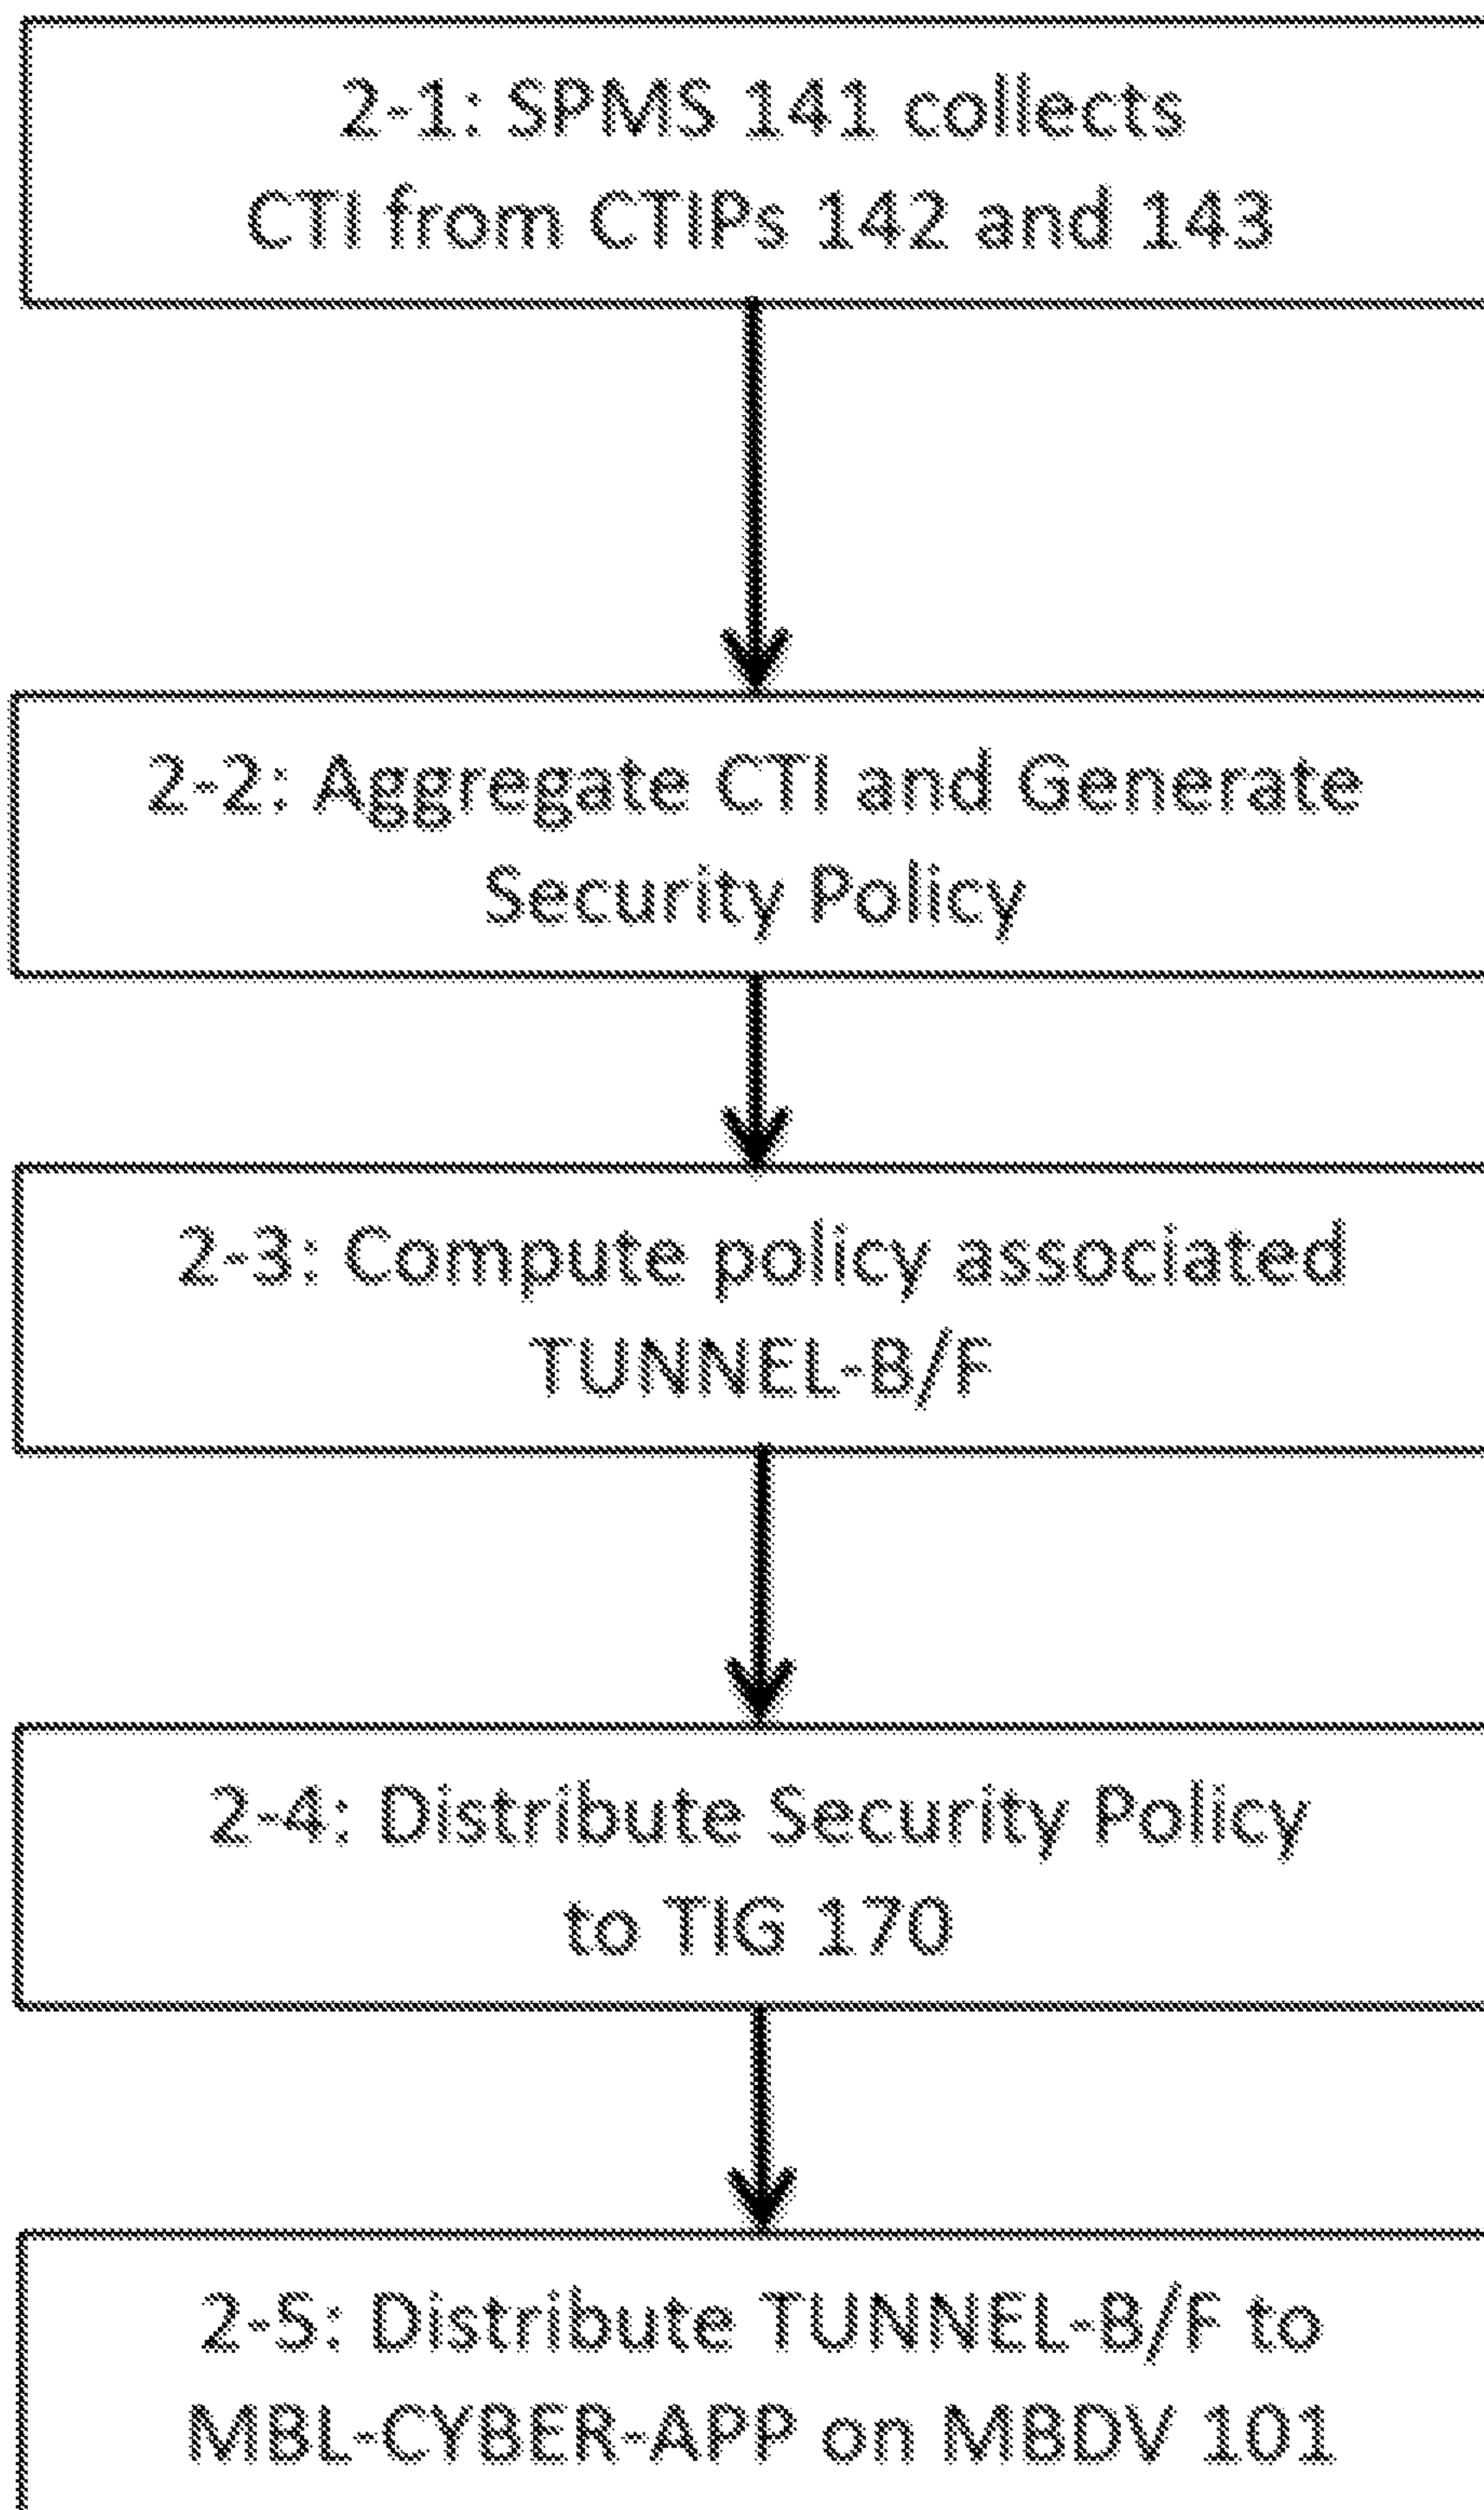 2-1: SPMS 141 collects
CTI from CTIPs 142 and 143
2-2: Aggregate CTI and Generate
Security Policy
2-3: Compute policy associated
TUNNEL-B/F
2-4: Distribute Security Policy
to TIG 170
2-5: Distribute TUNNEL-B/F to
MBL-CYBER-APP on MBDV 101